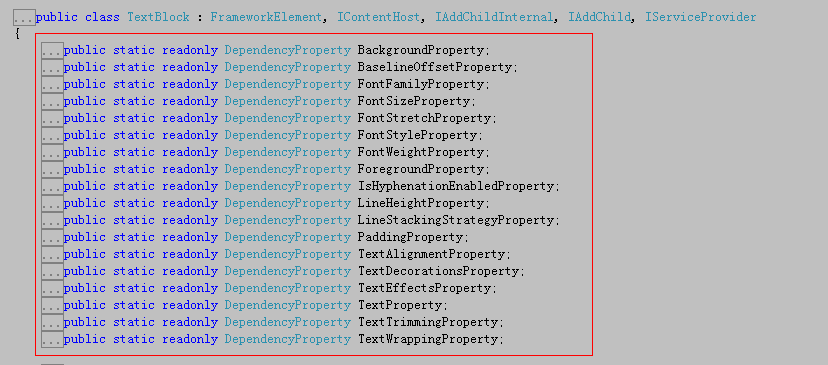 ...public class TextBlock : FrameworkElement, IContentHost, IAddChildInternal, IAddChild, IServiceProvider
{
...public static readonly DependencyProperty BackgroundProperty;
...public static readonly DependencyProperty BaselineOffsetProperty;
...public static readonly DependencyProperty FontFamilyProperty;
...public static readonly DependencyProperty FontSizeProperty;
...public static readonly DependencyProperty FontStretchProperty;
...public static readonly DependencyProperty FontStyleProperty;
...public static readonly DependencyProperty FontWeightProperty;
...public static readonly DependencyProperty ForegroundProperty;
...public static readonly DependencyProperty IsHyphenationEnabledProperty;
...public static readonly DependencyProperty LineHeightProperty;
...public static readonly DependencyProperty LineStackingStrategyProperty;
...public static readonly DependencyProperty PaddingProperty;
...public static readonly DependencyProperty TextAlignmentProperty;
...public static readonly DependencyProperty TextDecorationsProperty;
...public static readonly DependencyProperty TextEffectsProperty;
...public static readonly DependencyProperty TextProperty;
...public static readonly DependencyProperty TextTrimmingProperty;
...public static readonly DependencyProperty TextWrappingProperty;